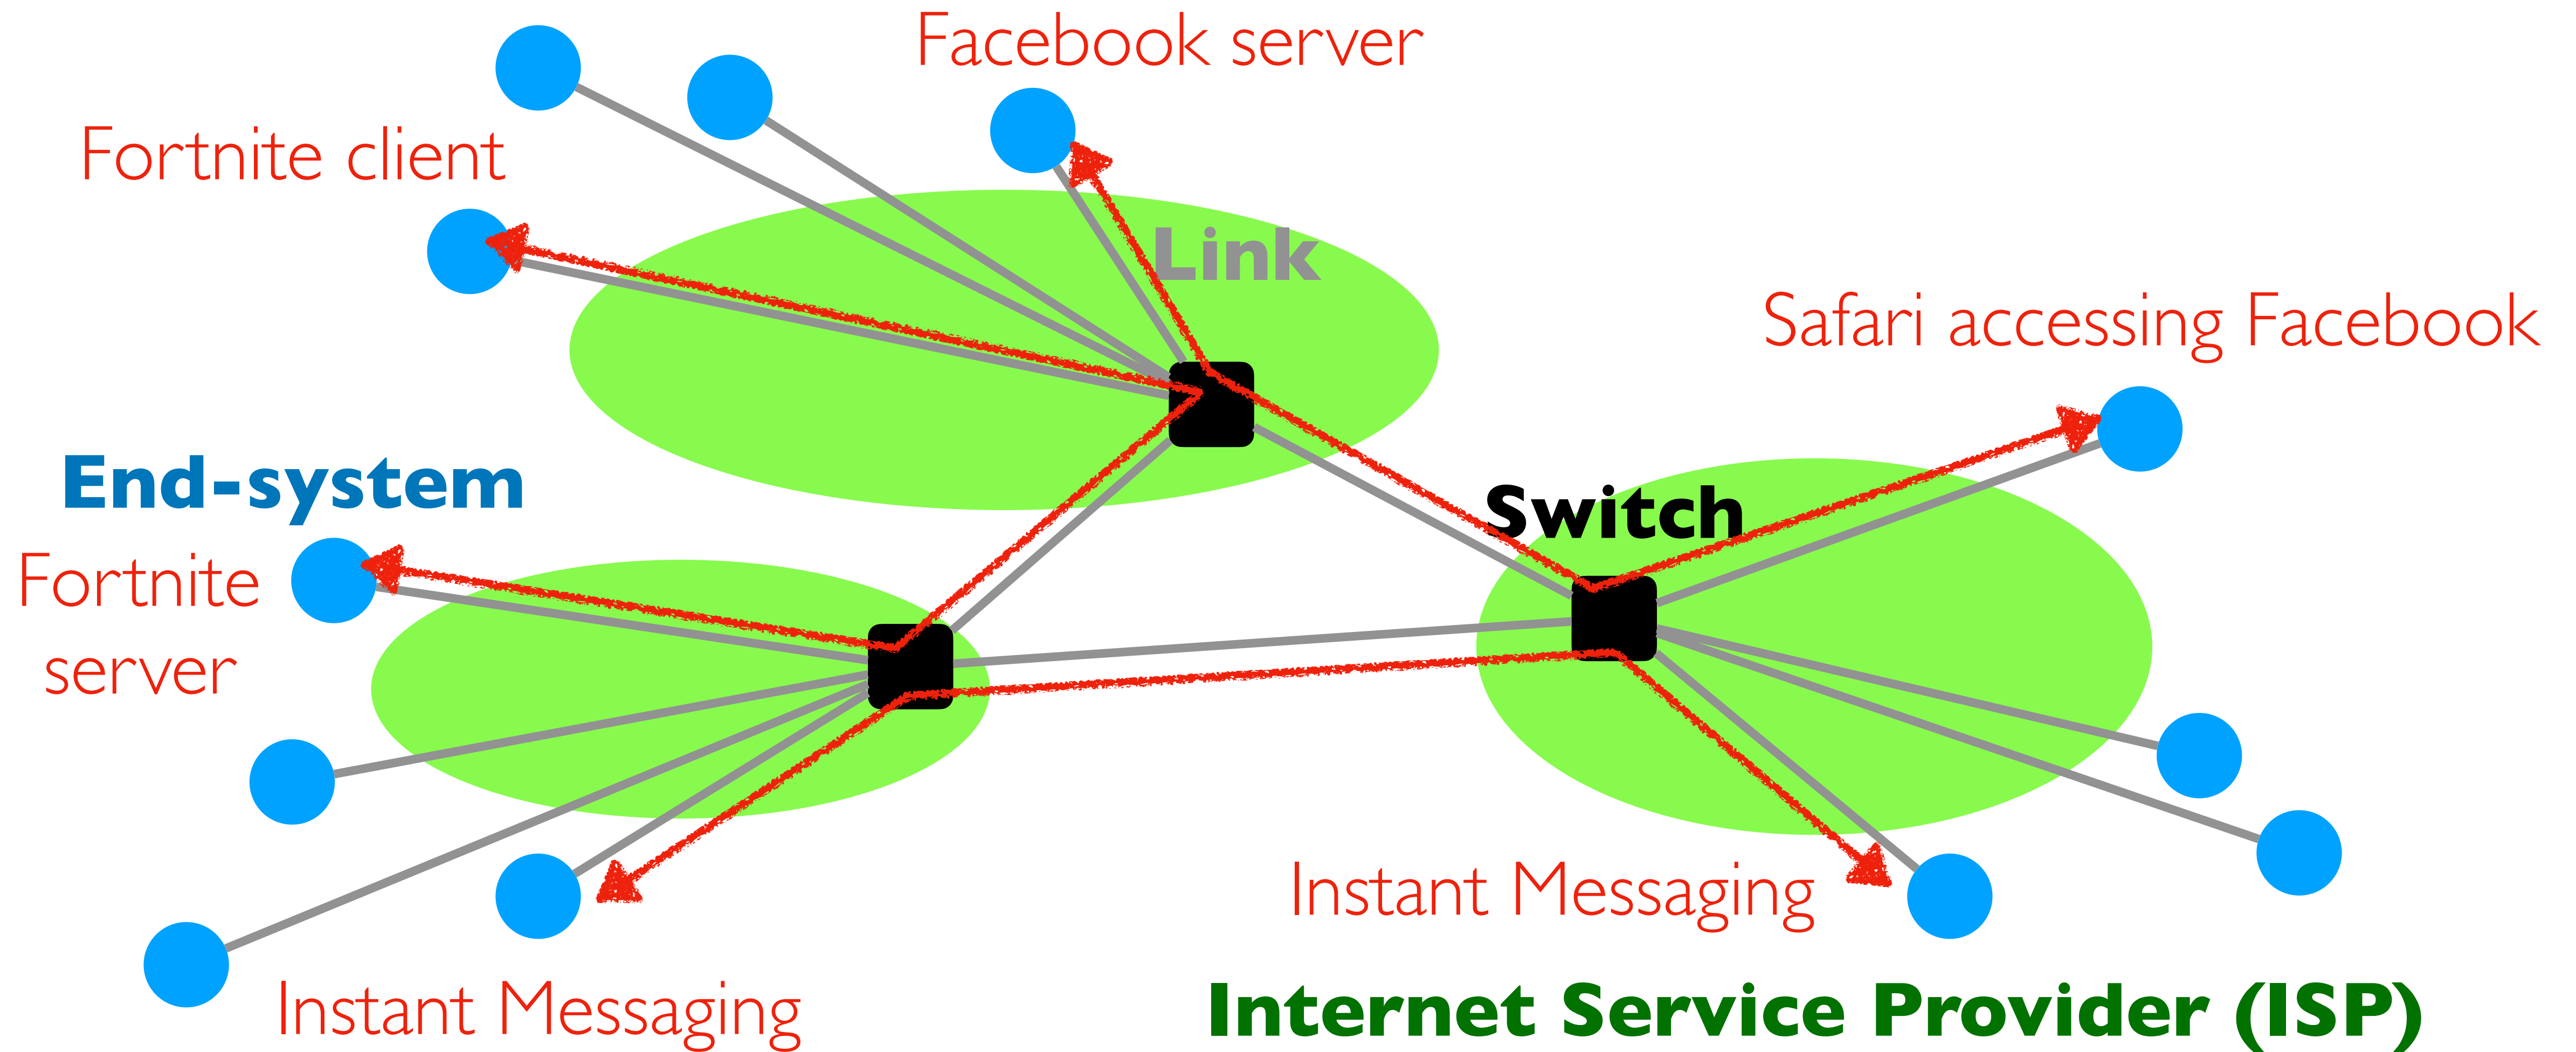 Facebook server
Fortnite client
Link
Safari accessing Facebook
End-system
Switch
Fortnite
server
Instant Messaging
Instant Messaging
Internet Service Provider (ISP)